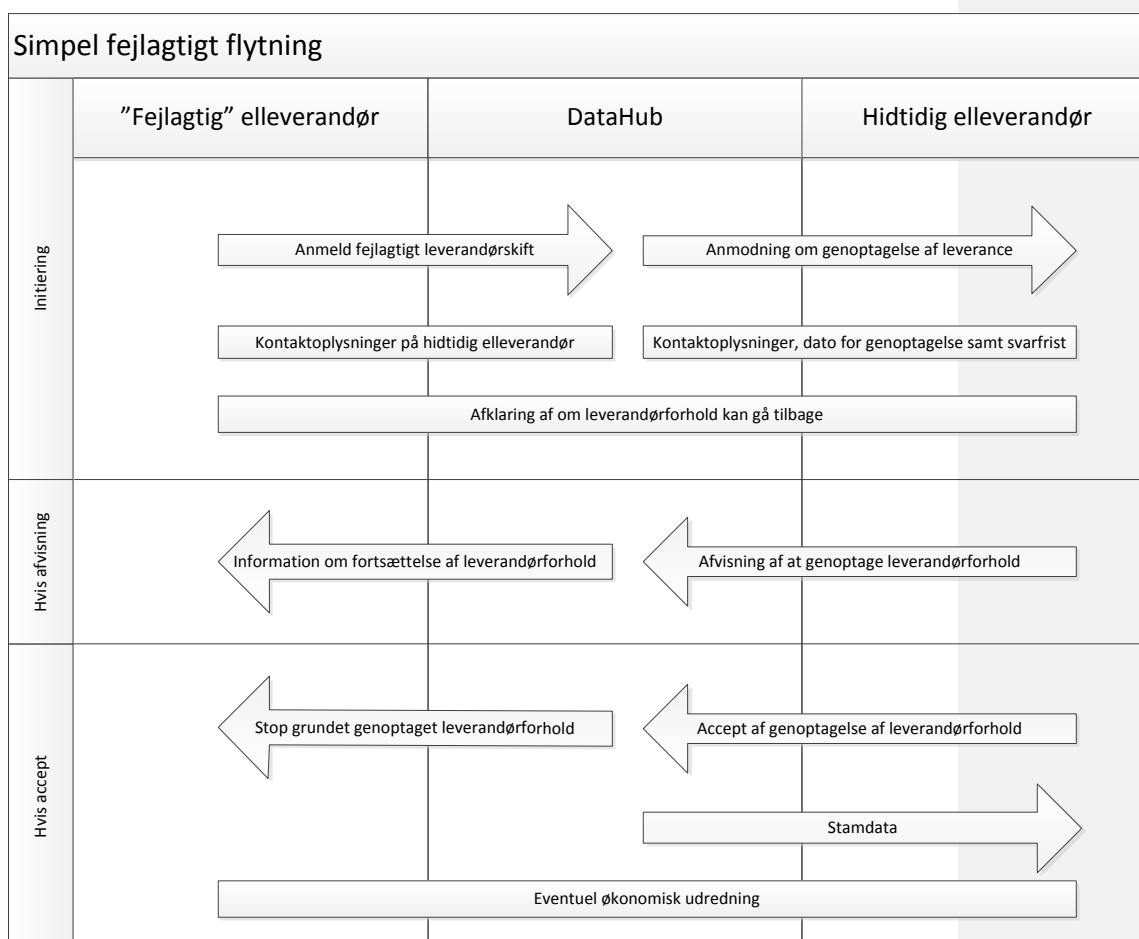 Simpel fejlagtigt flytning
”Fejlagtig” elleverandør
DataHub
Hidtidig elleverandør
Initiering
Anmeld fejlagtigt leverandørskift
Anmodning om genoptagelse af leverance
Kontaktoplysninger på hidtidig elleverandør
Kontaktoplysninger, dato for genoptagelse samt svarfrist
Afklaring af om leverandørforhold kan gå tilbage
Hvis afvisning
Information om fortsættelse af leverandørforhold
Afvisning af at genoptage leverandørforhold
Hvis accept
Stop grundet genoptaget leverandørforhold
Accept af genoptagelse af leverandørforhold
Stamdata
Eventuel økonomisk udredning